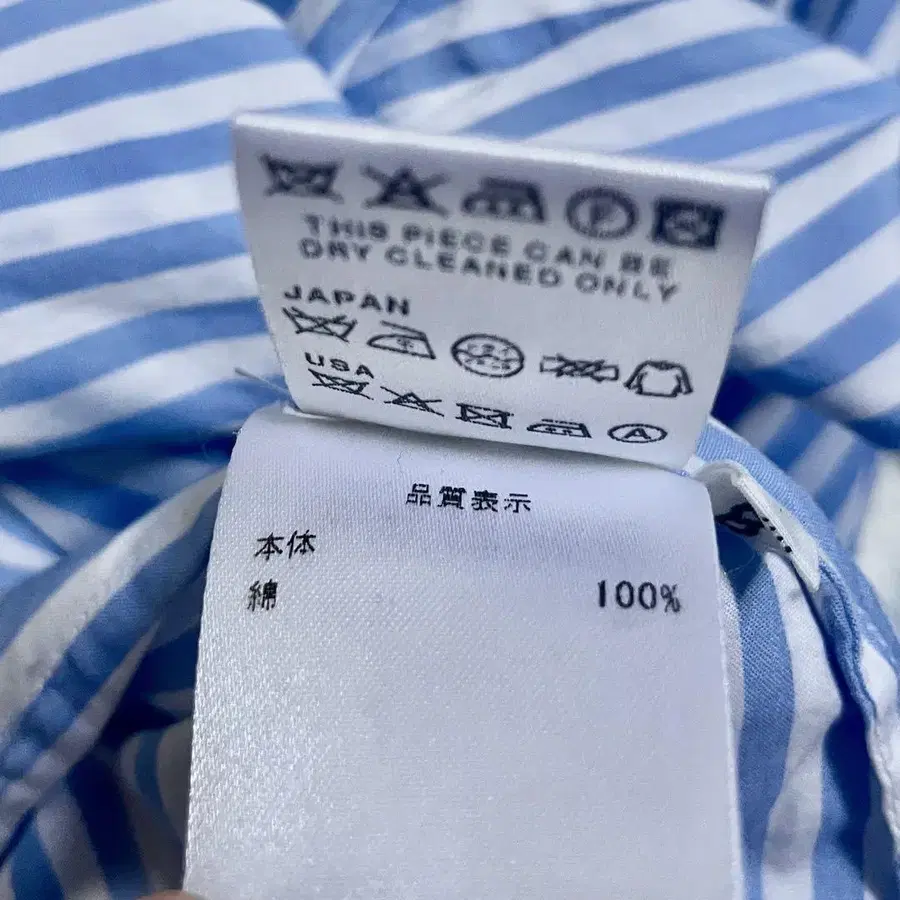 THIS PIECE CAN BE
DRY CLEANED ONLY
JAPAN
USA
品質表示
本体
綿 100%